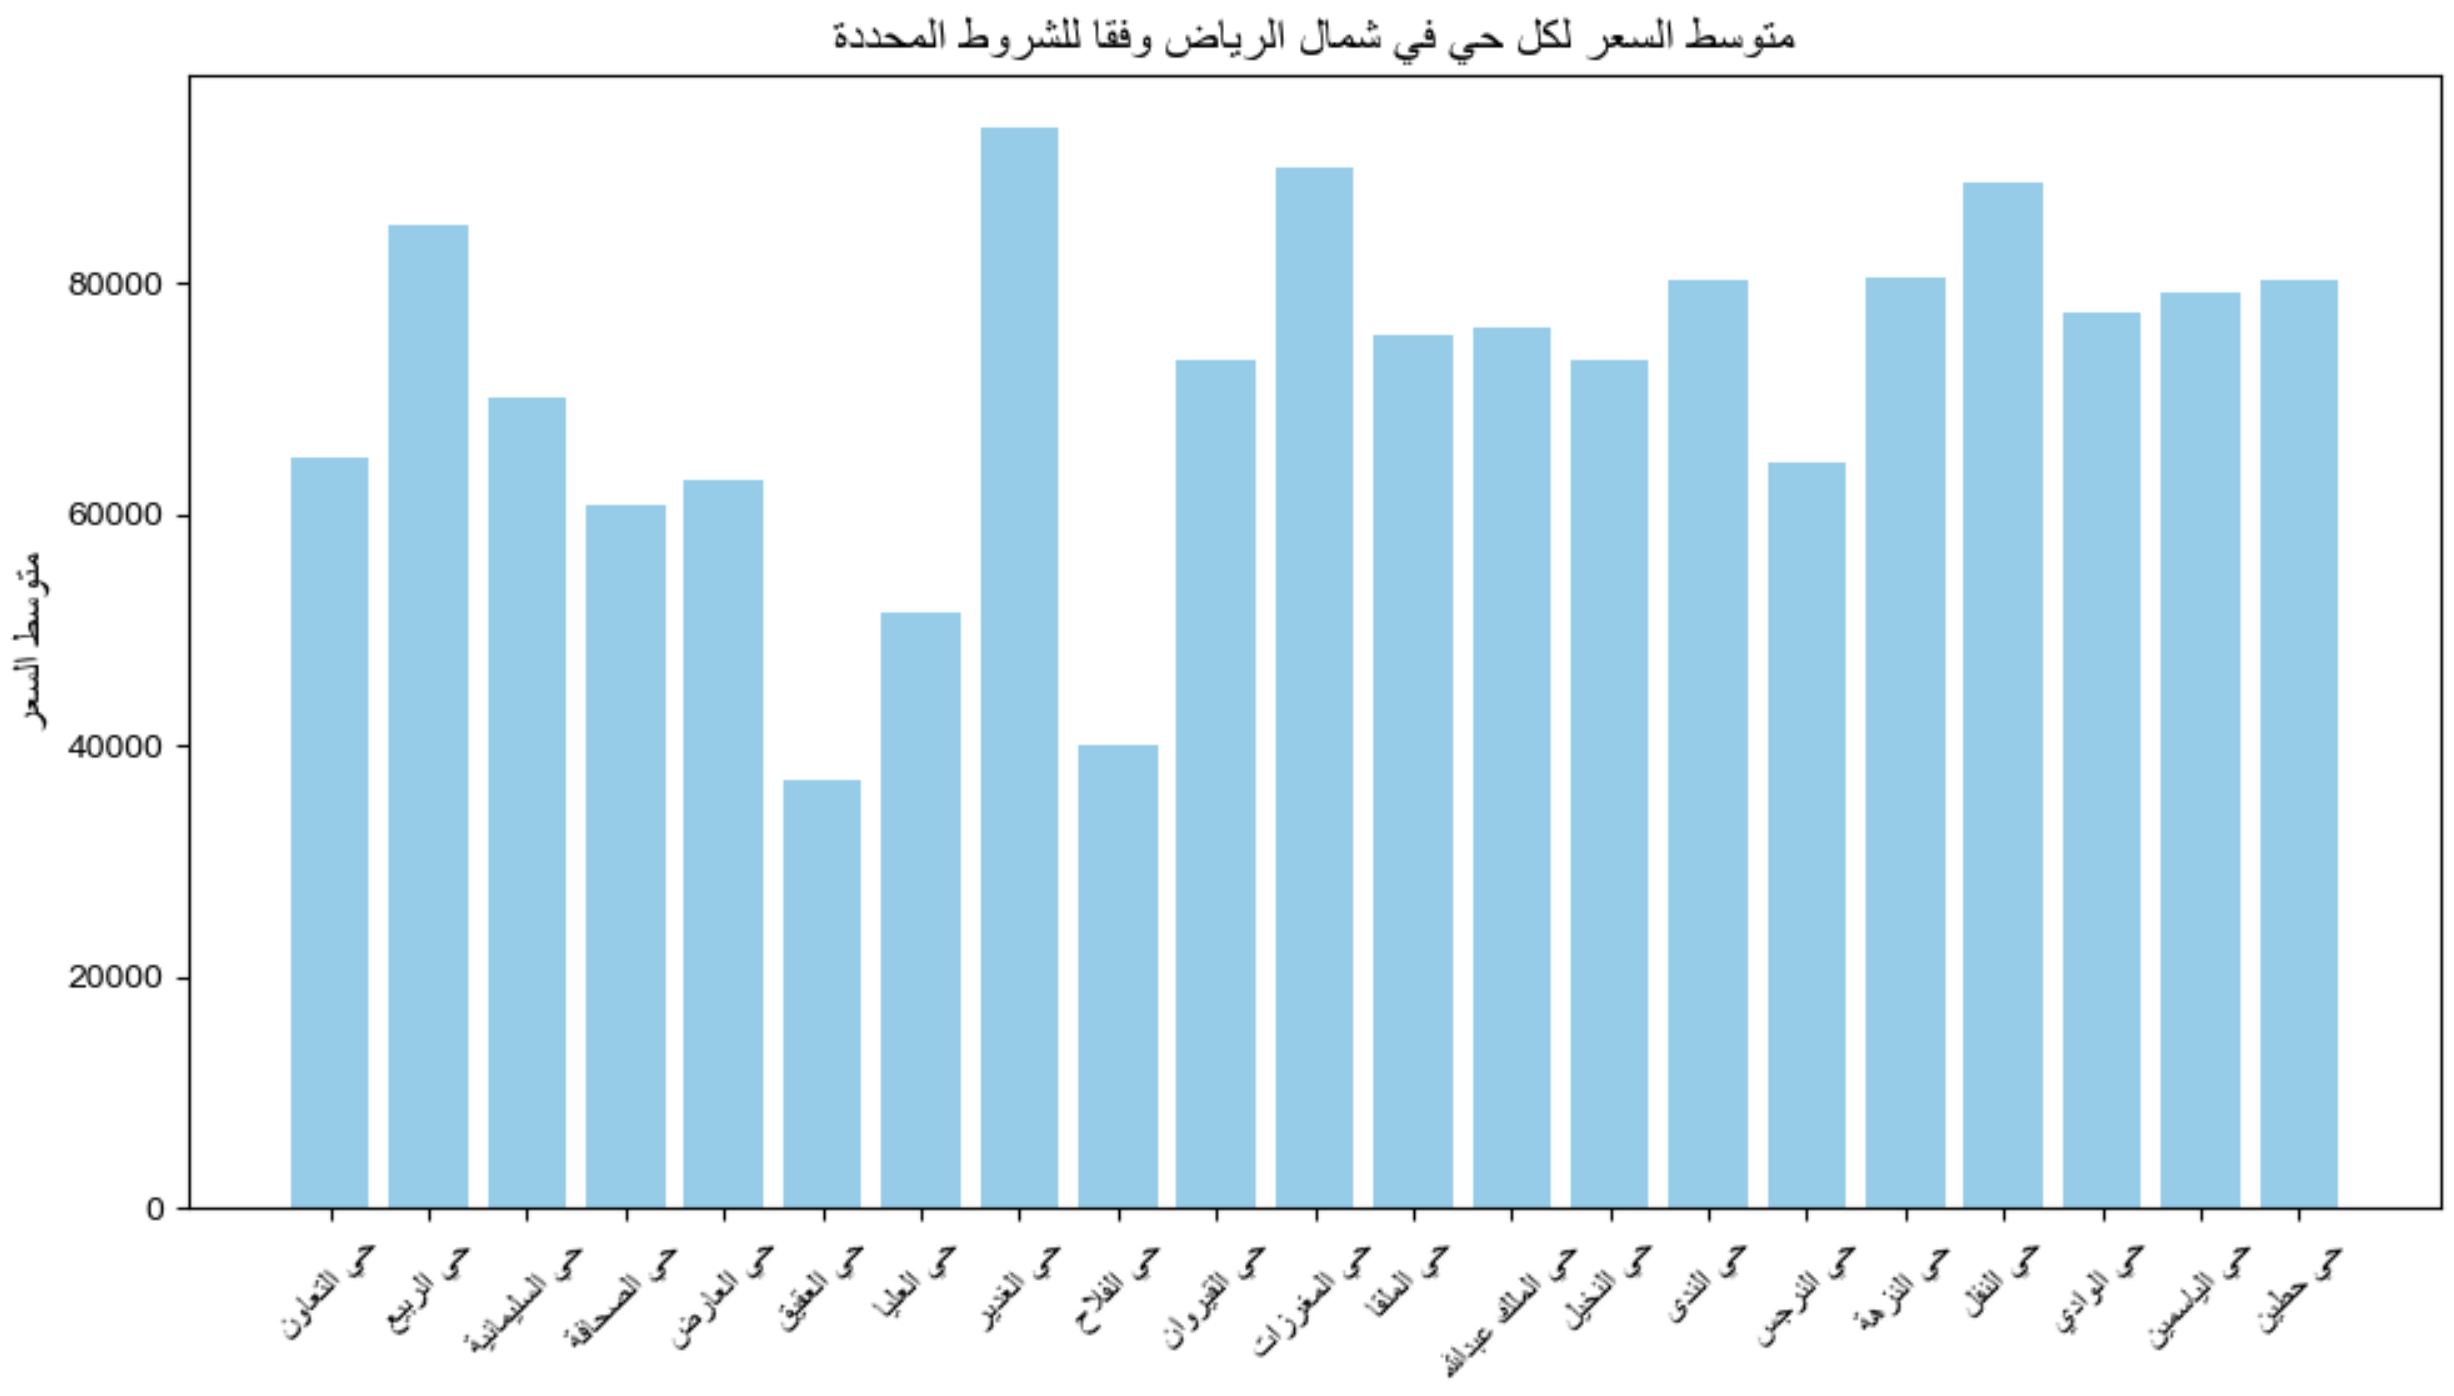 متوسط السعر لكل حي في شمال الرياض وفقا للشروط المحددة
متوسط السعر
80000
60000
40000
20000
0
حي التعاون
حي الربيع
حي السليمانية
حي الصحافة
حي العارض
حي العقيق
حي العليا
حي الغدير
حي الفلاح
حي القيروان
حي المغرزات
حي الملقا
حي الملك عبدالله
حي النخيل
حي الندى
حي النرجس
حي النزهة
حي النفل
حي الوادي
حي الياسمين
حي حطين